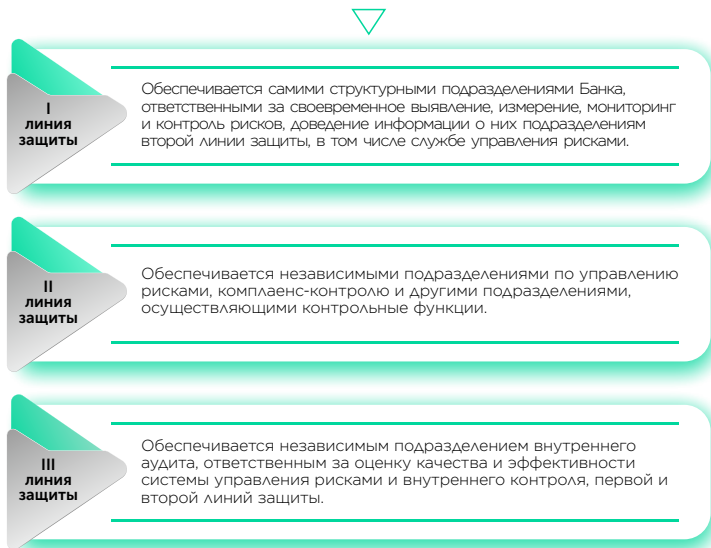 I
линия
защиты
Обеспечивается самими структурными подразделениями Банка,
ответственными за своевременное выявление, измерение, мониторинг
и контроль рисков, доведение информации о них подразделениям
второй линии защиты, в том числе службе управления рисками.
II
линия
защиты
Обеспечивается независимыми подразделениями по управлению
рисками, комплаенс-контролю и другими подразделениями,
осуществляющими контрольные функции.
III
линия
защиты
Обеспечивается независимым подразделением внутреннего
аудита, ответственным за оценку качества и эффективности
системы управления рисками и внутреннего контроля, первой и
второй линий защиты.